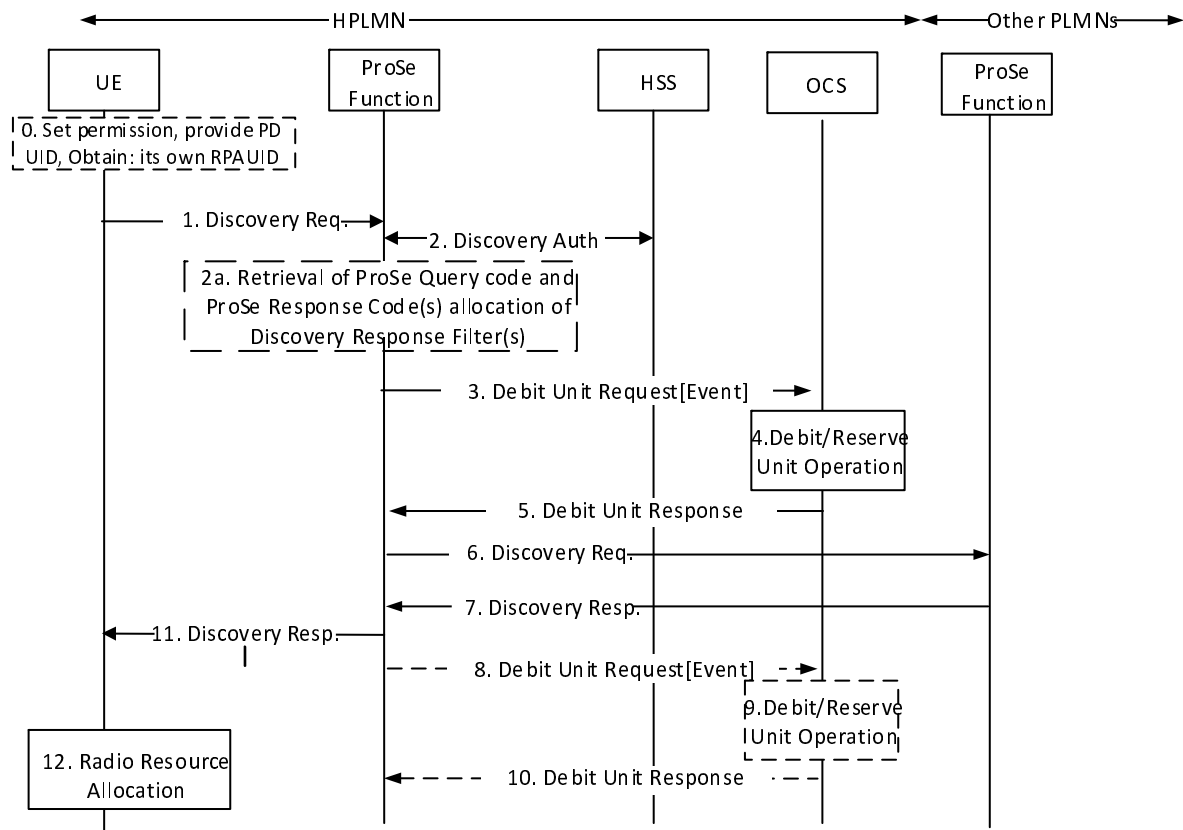 HPLMN
Other PLMNs
UE
ProSe
Function
HSS
OCS
ProSe
Function
0. Set permission, provide PD
UID, Obtain: its own RPAUID
1. Discovery Req.
2. Discovery Auth
2a. Retrieval of ProSe Query code and
ProSe Response Code(s) allocation of
Discovery Response Filter(s)
3. Debit Unit Request[Event]
4.Debit/Reserve
Unit Operation
5. Debit Unit Response
6. Discovery Req.
7. Discovery Resp.
11. Discovery Resp.
8. Debit Unit Request[Event]
9.Debit/Reserve
Unit Operation
12. Radio Resource
Allocation
10. Debit Unit Response